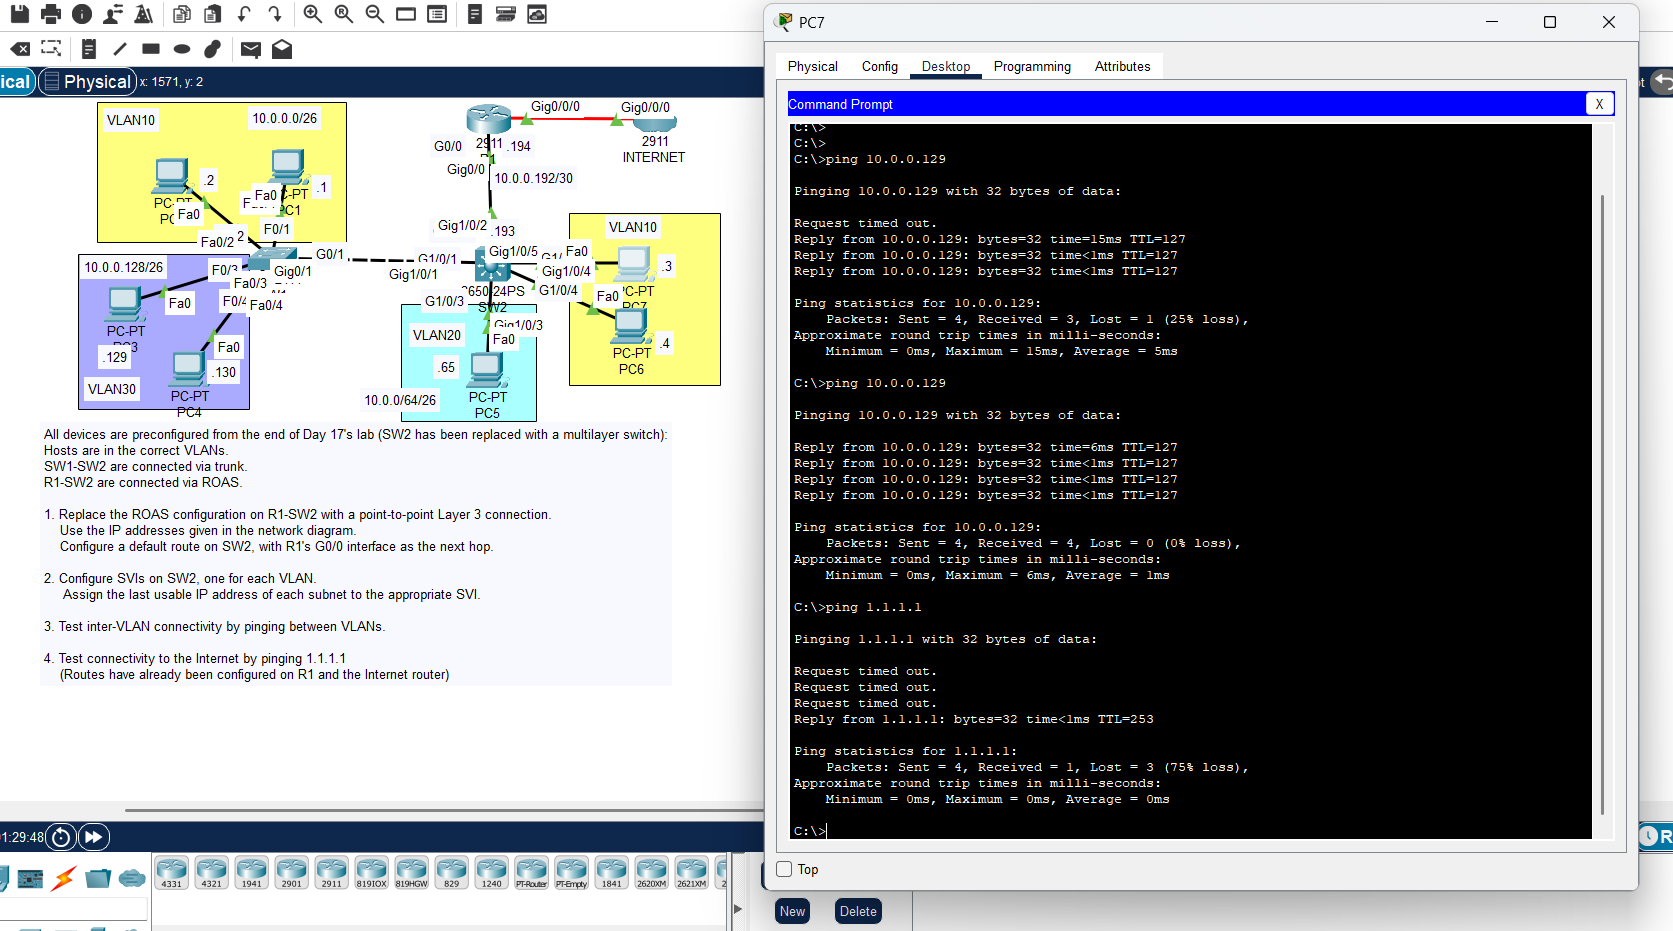 PC7
Physical Config Desktop Programming Attributes
ical
Physical
x: 1571, y: 2
VLAN10
10.0.0.0/26
.2
.1
Fa0
Fa0
F0/1
Fa0/2
2
PC1
Gig0/0/0
Gig0/0/0
G0/0
2911
.194
2911
INTERNET
Gig0/0
10.0.0.192/30
Gig1/0/2
.193
VLAN10
Gig1/0/5
Fa0
.3
G0/1
G1/0/1
Gig1/0/1
Gig1/0/4
G1/0/4
Fa0
PC7
10.0.0.128/26
F0/3
Gig0/1
Fa0/3
F0/4
Fa0/4
Fa0
PC-PT
PC3
.129
Fa0
.130
VLAN30
PC-PT
PC4
3650-24PS
SW2
G1/0/3
Gig1/0/3
VLAN20
Fa0
.65
10.0.0/64/26
PC-PT
PC5
.4
PC-PT
PC6
All devices are preconfigured from the end of Day 17's lab (SW2 has been replaced with a multilayer switch):
Hosts are in the correct VLANs.
SW1-SW2 are connected via trunk.
R1-SW2 are connected via ROAS.
1. Replace the ROAS configuration on R1-SW2 with a point-to-point Layer 3 connection.
Use the IP addresses given in the network diagram.
Configure a default route on SW2, with R1's G0/0 interface as the next hop.
2. Configure SVIs on SW2, one for each VLAN.
Assign the last usable IP address of each subnet to the appropriate SVI.
3. Test inter-VLAN connectivity by pinging between VLANs.
4. Test connectivity to the Internet by pinging 1.1.1.1
(Routes have already been configured on R1 and the Internet router)
Command Prompt
X
C:\>
C:\>
C:\>ping 10.0.0.129
Pinging 10.0.0.129 with 32 bytes of data:
Request timed out.
Reply from 10.0.0.129: bytes=32 time=15ms TTL=127
Reply from 10.0.0.129: bytes=32 time<1ms TTL=127
Reply from 10.0.0.129: bytes=32 time<1ms TTL=127
Ping statistics for 10.0.0.129:
Packets: Sent = 4, Received = 3, Lost = 1 (25% loss),
Approximate round trip times in milli-seconds:
Minimum = 0ms, Maximum = 15ms, Average = 5ms
C:\>ping 10.0.0.129
Pinging 10.0.0.129 with 32 bytes of data:
Reply from 10.0.0.129: bytes=32 time=6ms TTL=127
Reply from 10.0.0.129: bytes=32 time<1ms TTL=127
Reply from 10.0.0.129: bytes=32 time<1ms TTL=127
Reply from 10.0.0.129: bytes=32 time<1ms TTL=127
Ping statistics for 10.0.0.129:
Packets: Sent = 4, Received = 4, Lost = 0 (0% loss),
Approximate round trip times in milli-seconds:
Minimum = 0ms, Maximum = 6ms, Average = 1ms
C:\>ping 1.1.1.1
Pinging 1.1.1.1 with 32 bytes of data:
Request timed out.
Request timed out.
Request timed out.
Reply from 1.1.1.1: bytes=32 time<1ms TTL=253
Ping statistics for 1.1.1.1:
Packets: Sent = 4, Received = 1, Lost = 3 (75% loss),
Approximate round trip times in milli-seconds:
Minimum = 0ms, Maximum = 0ms, Average = 0ms
C:\>
Top
1:29:48
4331 4321 1941 2901 2911 819IOX 819HGW 829 1240 PT-Router PT-Empty 1841 2620XM 2621XM 2
New
Delete
R